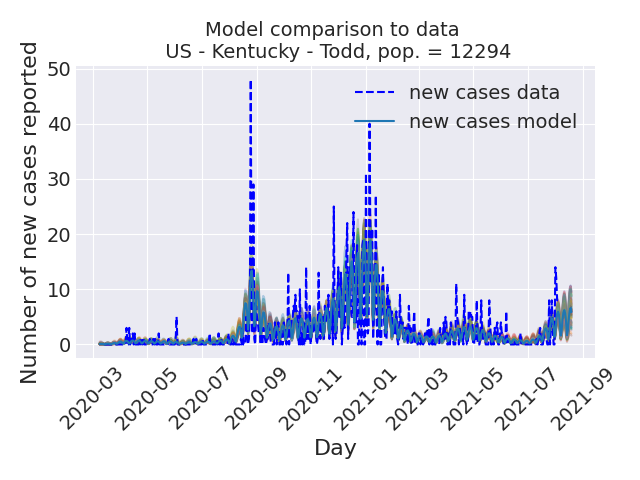 Model comparison to data
US - Kentucky - Todd, pop. = 12294
Number of new cases reported
50
40
30
20
10
0
new cases data
new cases model
2020-03
2020-05
2020-07
2020-09
2020-11
2021-01
2021-03
2021-05
2021-07
2021-09
Day